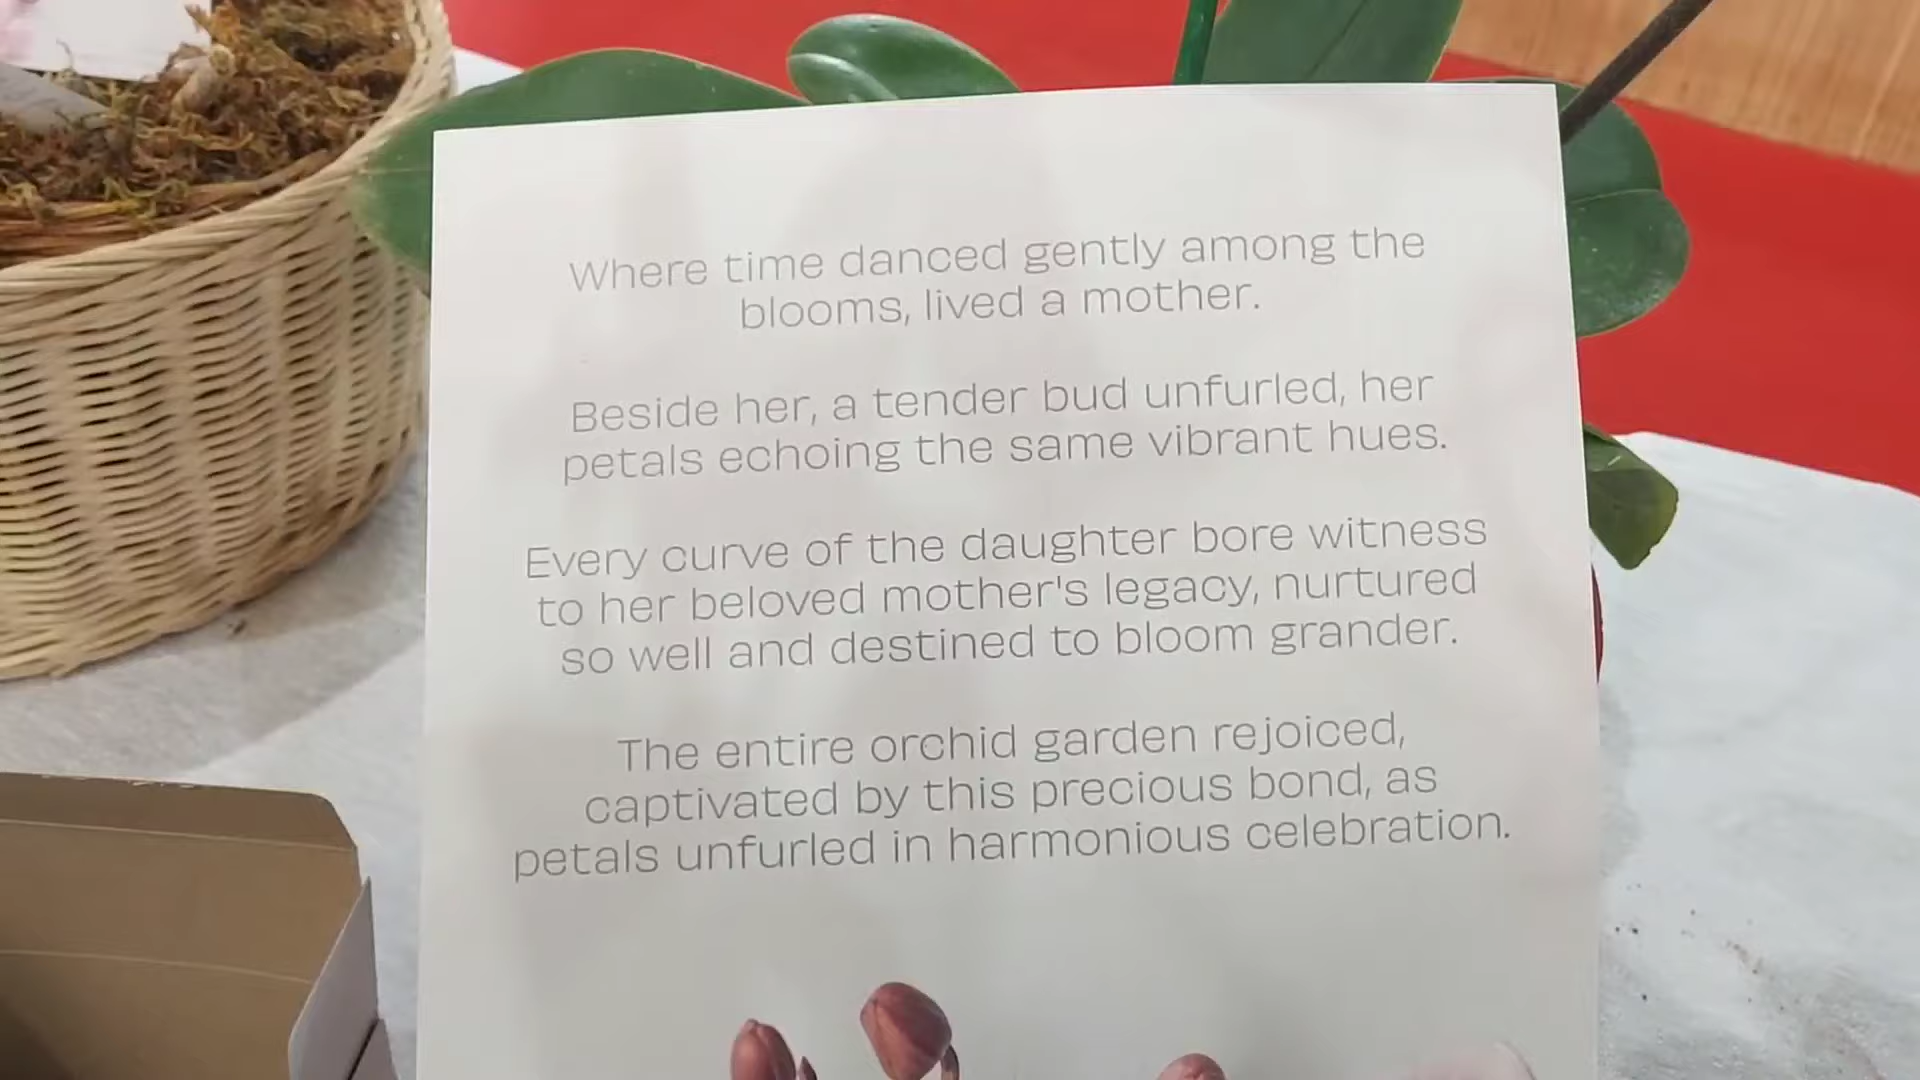 Where time danced gently among the
blooms, lived a mother.
Beside her, a tender bud unfurled, her
petals echoing the same vibrant hues.
Every curve of the daughter bore witness
to her beloved mother's legacy, nurtured
so well and destined to bloom grander.
The entire orchid garden rejoiced,
captivated by this precious bond, as
petals unfurled in harmonious celebration.